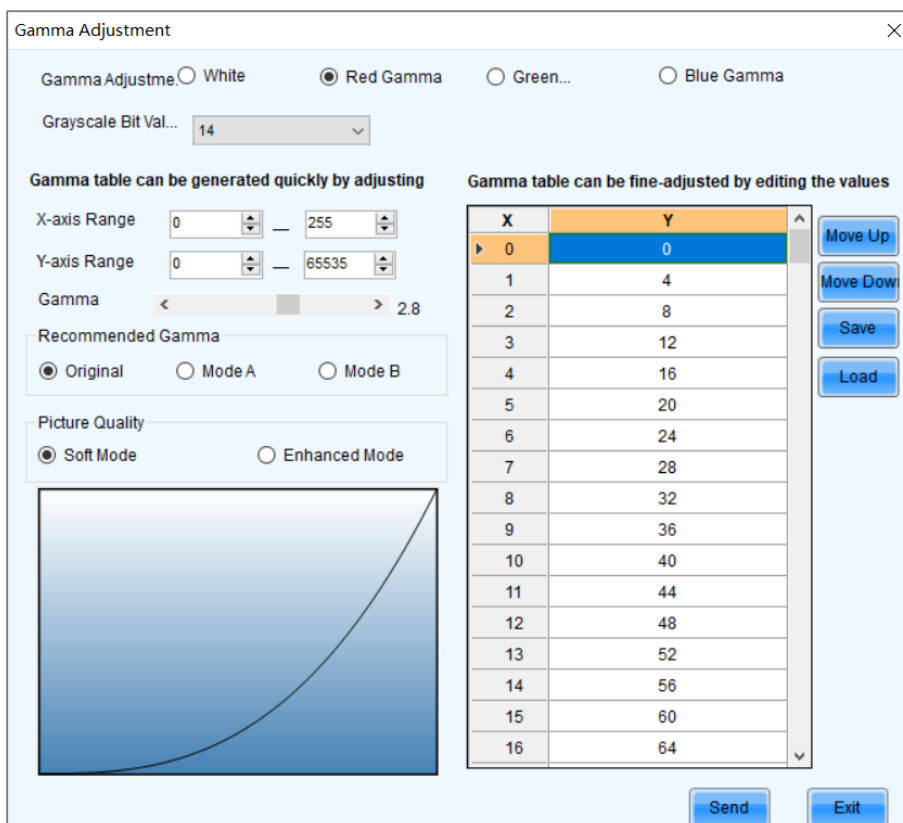 Gamma Adjustment
Gamma Adjustme. White Red Gamma Green... Blue Gamma
Grayscale Bit Val... 14
Gamma table can be generated quickly by adjusting
X-axis Range 0 — 255
Y-axis Range 0 — 65535
Gamma < > 2.8
Recommended Gamma
Original Mode A Mode B
Picture Quality
Soft Mode Enhanced Mode
Gamma table can be fine-adjusted by editing the values
X Y
0 0
1 4
2 8
3 12
4 16
5 20
6 24
7 28
8 32
9 36
10 40
11 44
12 48
13 52
14 56
15 60
16 64
Move Up
Move Dow
Save
Load
Send Exit